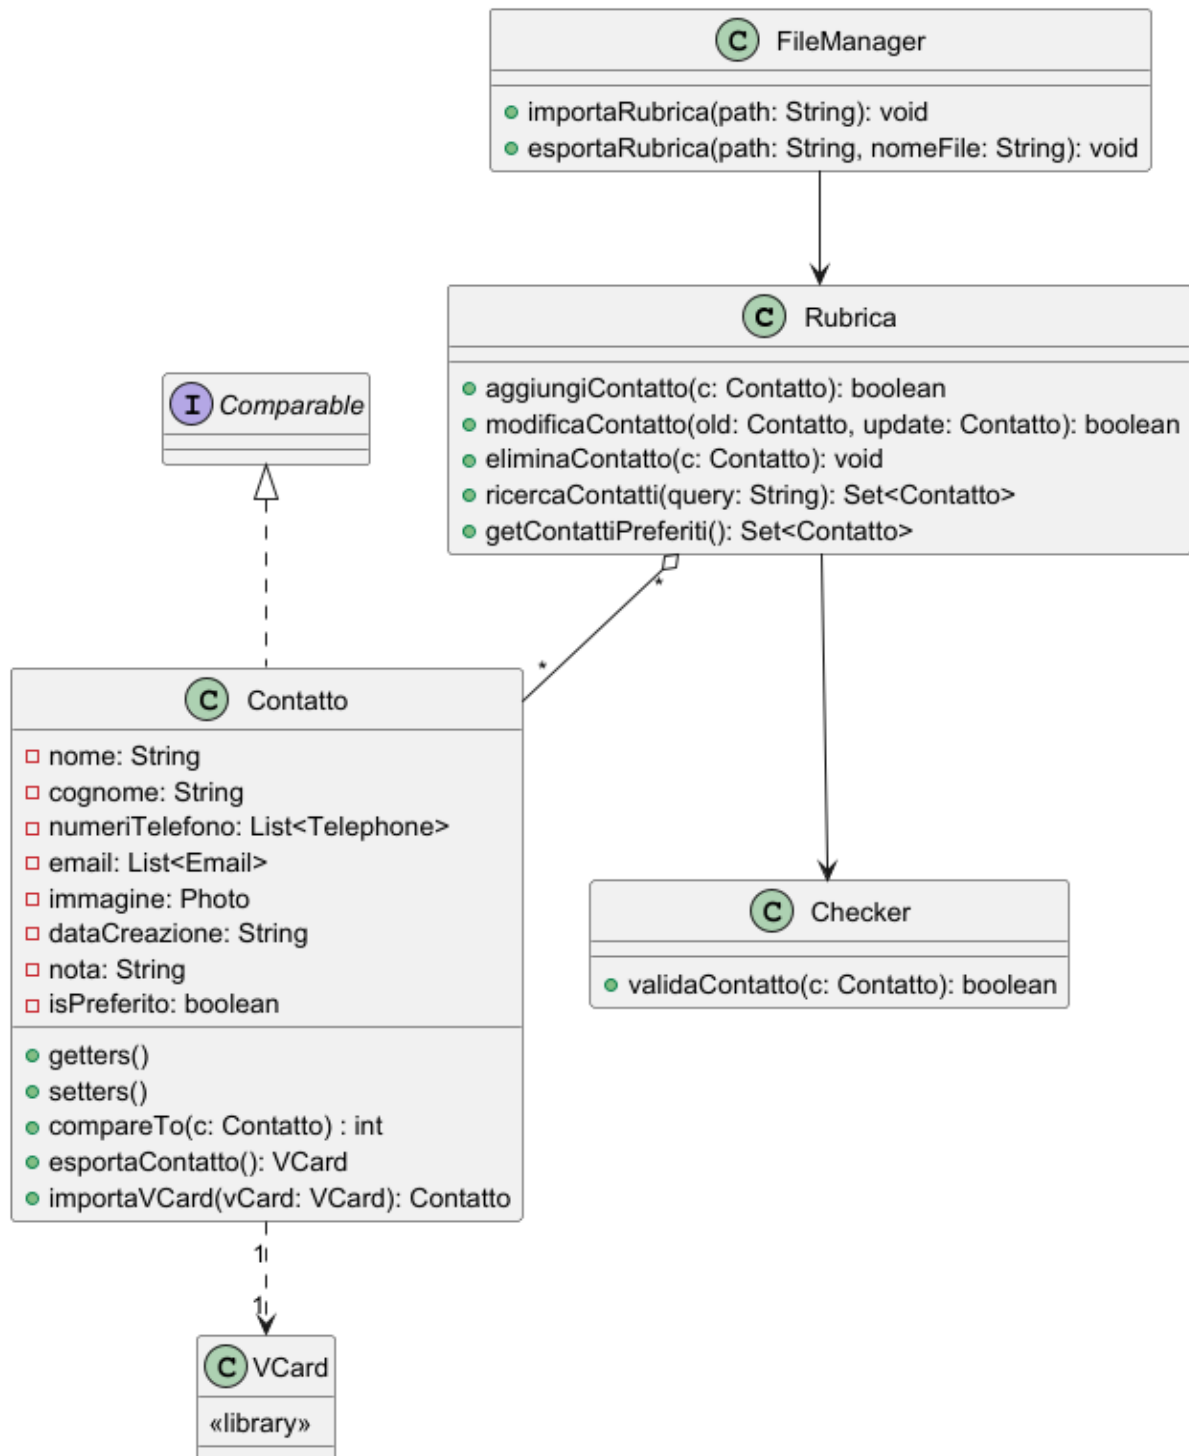 C FileManager
importaRubrica(path: String): void
esportaRubrica(path: String, nomeFile: String): void
C Rubrica
aggiungiContatto(c: Contatto): boolean
modificaContatto(old: Contatto, update: Contatto): boolean
eliminaContatto(c: Contatto): void
ricercaContatti(query: String): Set<Contatto>
getContattiPreferiti(): Set<Contatto>
I Comparable
*
*
C Contatto
nome: String
cognome: String
numeriTelefono: List<Telephone>
email: List<Email>
immagine: Photo
dataCreazione: String
nota: String
isPreferito: boolean
getters()
setters()
compareTo(c: Contatto) : int
esportaContatto(): VCard
importaVCard(vCard: VCard): Contatto
C Checker
validaContatto(c: Contatto): boolean
1
1
C VCard
«library»